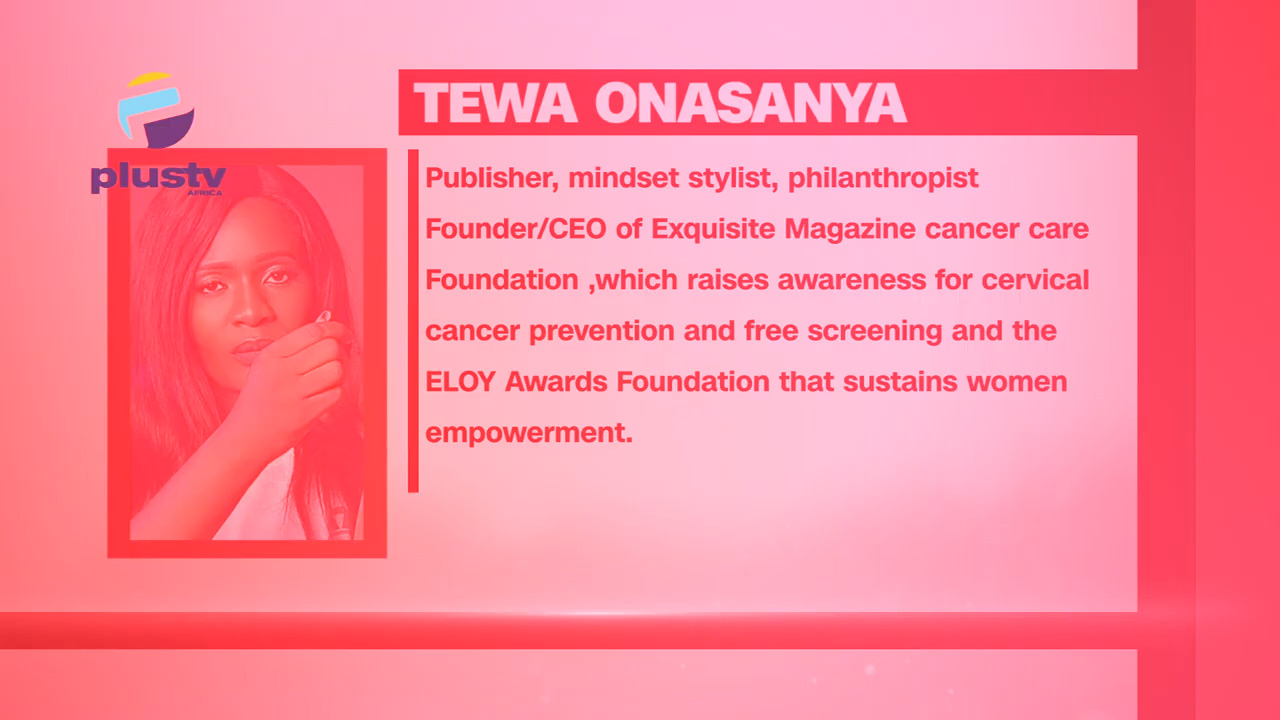 TEWA ONASANYA
plustv
AFRICA
Publisher, mindset stylist, philanthropist
Founder/CEO of Exquisite Magazine cancer care
Foundation ,which raises awareness for cervical
cancer prevention and free screening and the
ELOY Awards Foundation that sustains women
empowerment.